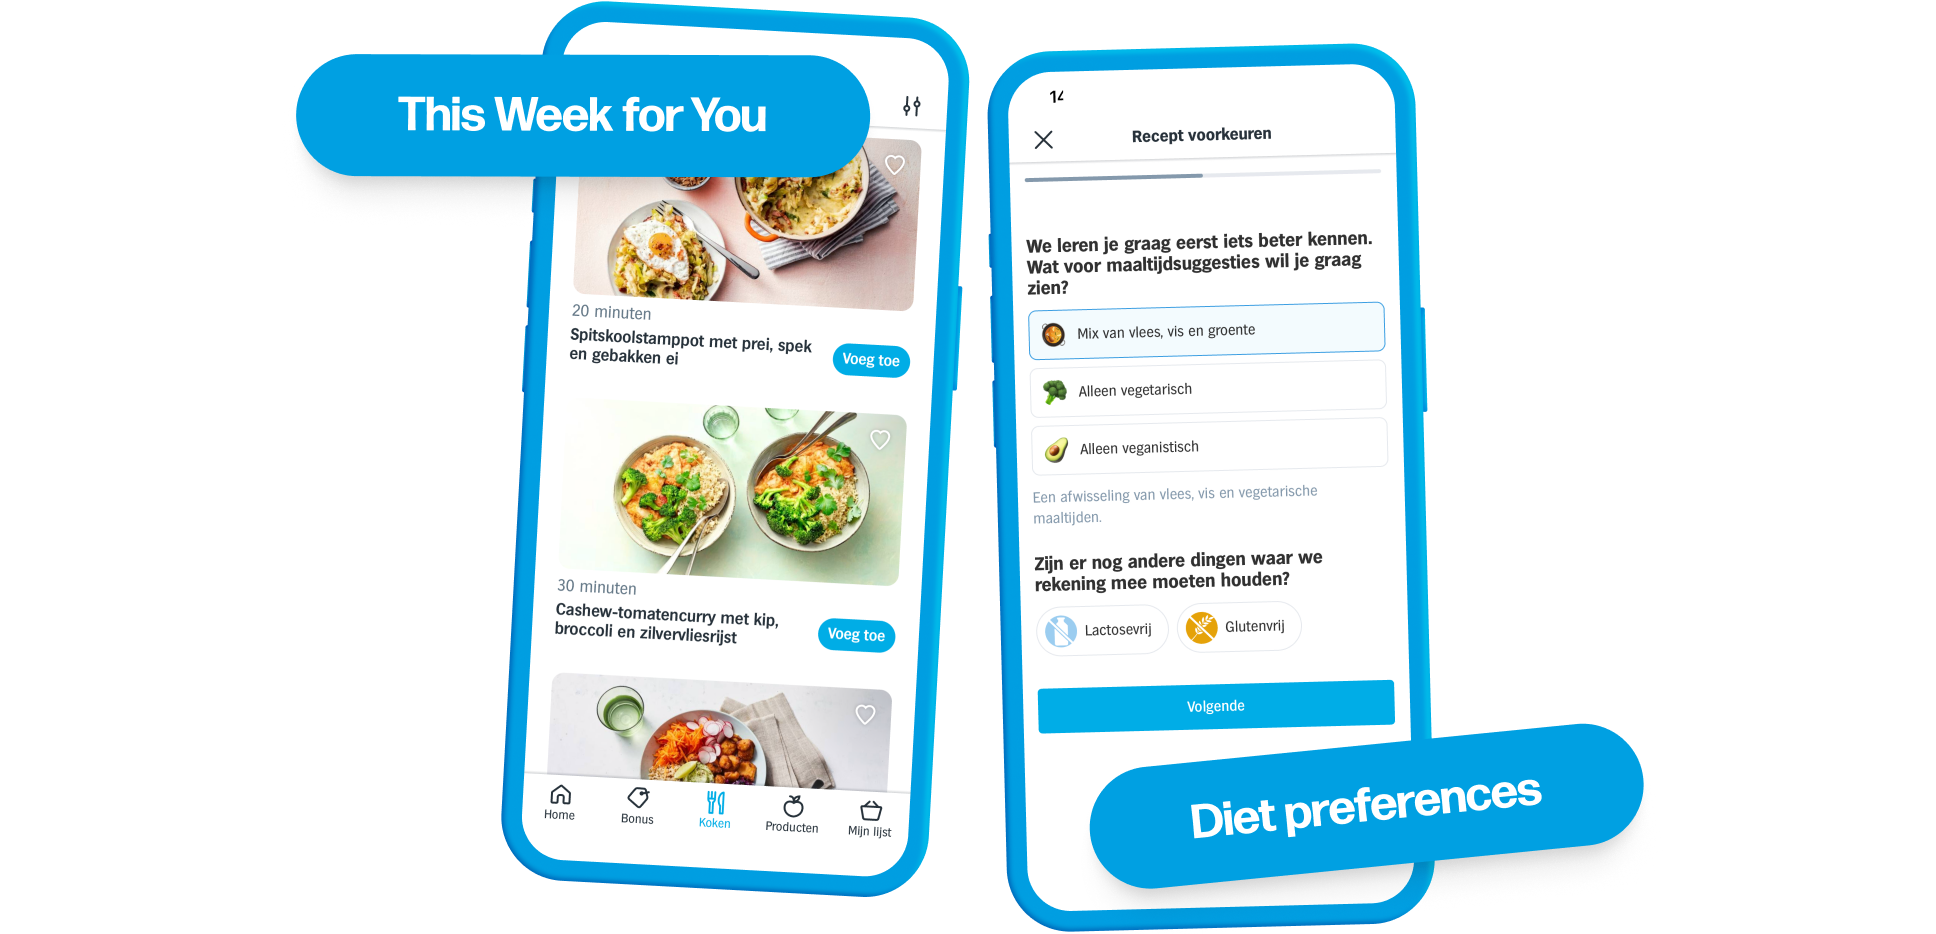 This Week for You
20 minuten
Spitskoolstamppot met prei, spek
en gebakken ei
Voeg toe
30 minuten
Cashew-tomatencurry met kip,
broccoli en zilvervliesrijst
Voeg toe
Home
Bonus
Koken
Producten
Mijn lijst
Recept voorkeuren
We leren je graag eerst iets beter kennen.
Wat voor maaltijdsuggesties wil je graag
zien?
Mix van vlees, vis en groente
Alleen vegetarisch
Alleen veganistisch
Een afwisseling van vlees, vis en vegetarische
maaltijden.
Zijn er nog andere dingen waar we
rekening mee moeten houden?
Lactosevrij
Glutenvrij
Volgende
Diet preferences